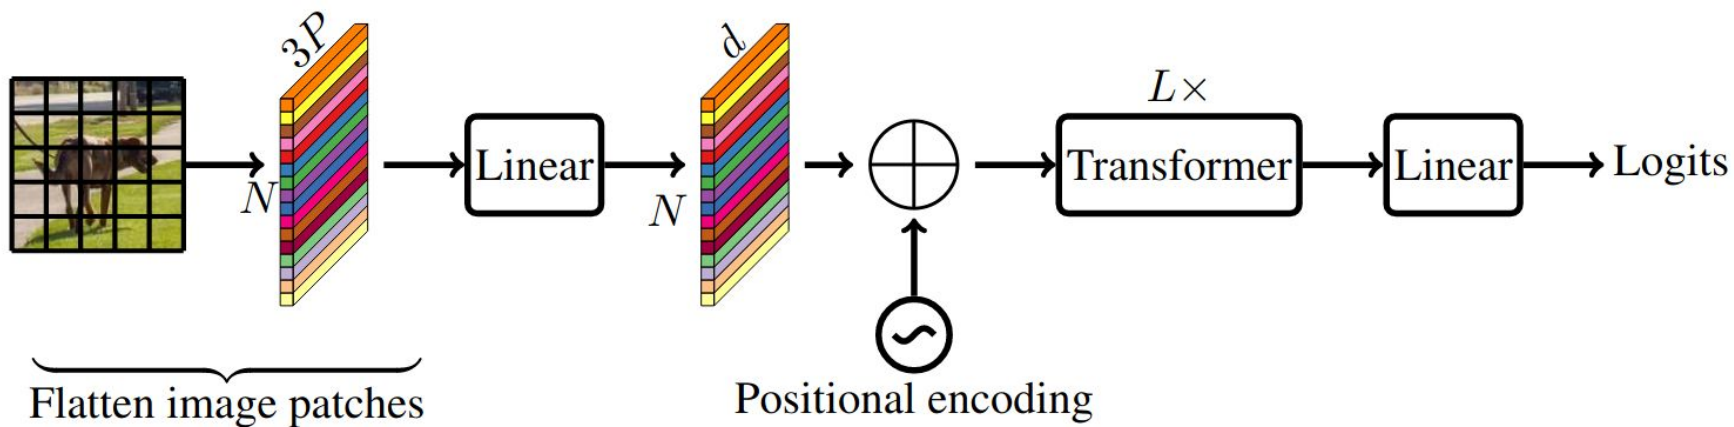 3P
N
Linear
d
N
L×
Transformer
Linear
Logits
Flatten image patches
Positional encoding